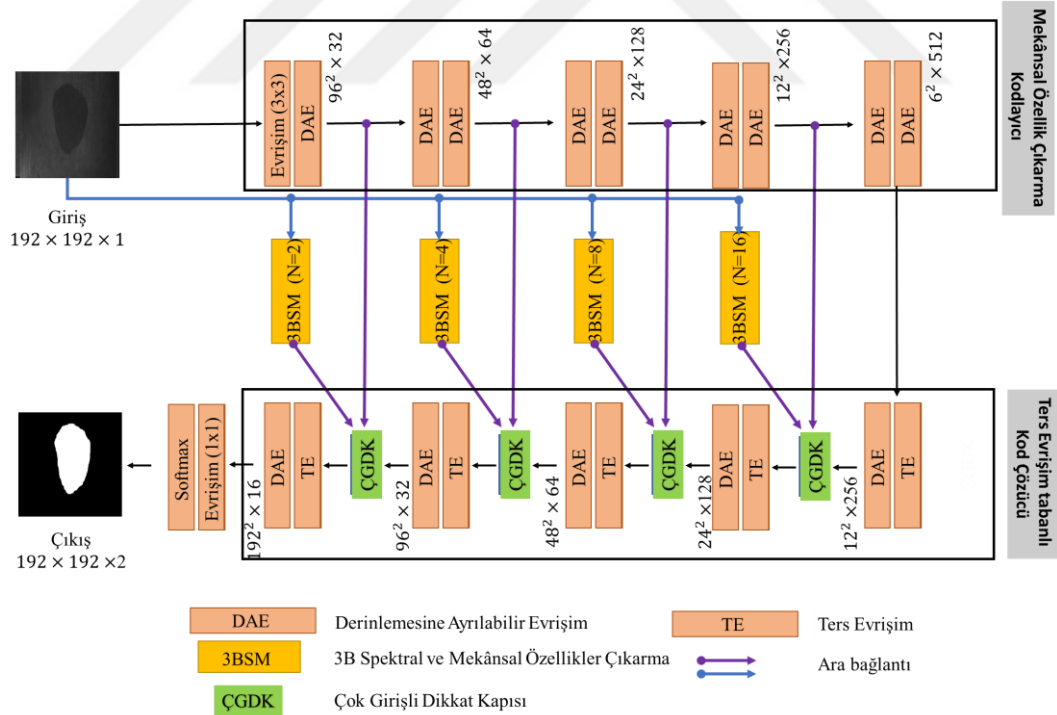 Giriş
192 × 192 × 1
Evrişim (3x3)
DAE
96² × 32
DAE
DAE
48² × 64
DAE
DAE
24² ×128
DAE
DAE
12² ×256
DAE
DAE
6² × 512
Mekânsal Özellik Çıkarma
Kodlayıcı
3BSM (N=2)
3BSM (N=4)
3BSM (N=8)
3BSM (N=16)
Çıkış
192 × 192 ×2
Softmax
Evrişim (1x1)
192² × 16
DAE
TE
ÇGDK
96² × 32
DAE
TE
ÇGDK
48² × 64
DAE
TE
ÇGDK
24² ×128
DAE
TE
ÇGDK
12² ×256
DAE
TE
Ters Evrişim tabanlı
Kod Çözücü
DAE Derinlemesine Ayrılabilir Evrişim
TE Ters Evrişim
3BSM 3B Spektral ve Mekânsal Özellikler Çıkarma
Ara bağlantı
ÇGDK Çok Girişli Dikkat Kapısı